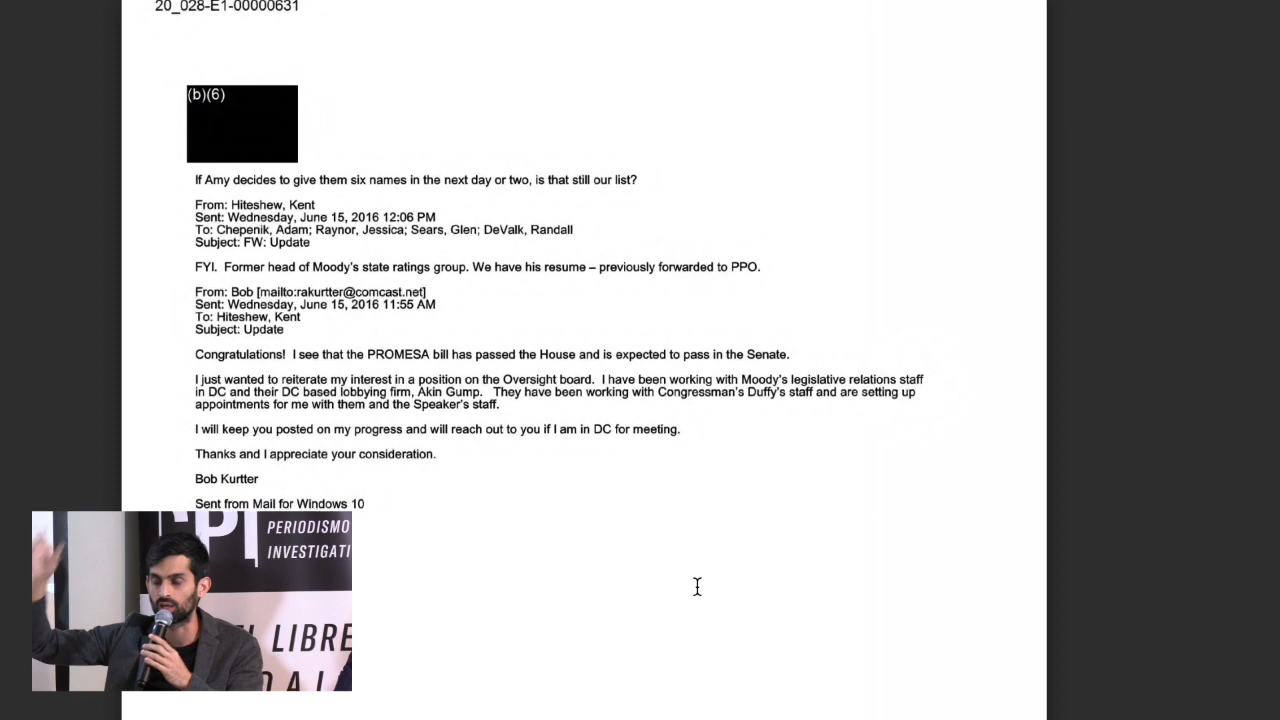 20_028-E1-00000631
(b)(6)
If Amy decides to give them six names in the next day or two, is that still our list?
From: Hiteshew, Kent
Sent: Wednesday, June 15, 2016 12:06 PM
To: Chepenik, Adam; Raynor, Jessica; Sears, Glen; DeValk, Randall
Subject: FW: Update
FYI.  Former head of Moody's state ratings group. We have his resume – previously forwarded to PPO.
From: Bob [mailto:rakurtter@comcast.net]
Sent: Wednesday, June 15, 2016 11:55 AM
To: Hiteshew, Kent
Subject: Update
Congratulations!  I see that the PROMESA bill has passed the House and is expected to pass in the Senate.
I just wanted to reiterate my interest in a position on the Oversight board.  I have been working with Moody's legislative relations staff
in DC and their DC based lobbying firm, Akin Gump.   They have been working with Congressman's Duffy's staff and are setting up
appointments for me with them and the Speaker's staff.
I will keep you posted on my progress and will reach out to you if I am in DC for meeting.
Thanks and I appreciate your consideration.
Bob Kurtter
Sent from Mail for Windows 10
PERIODISMO
INVESTIGATI
LIBRE